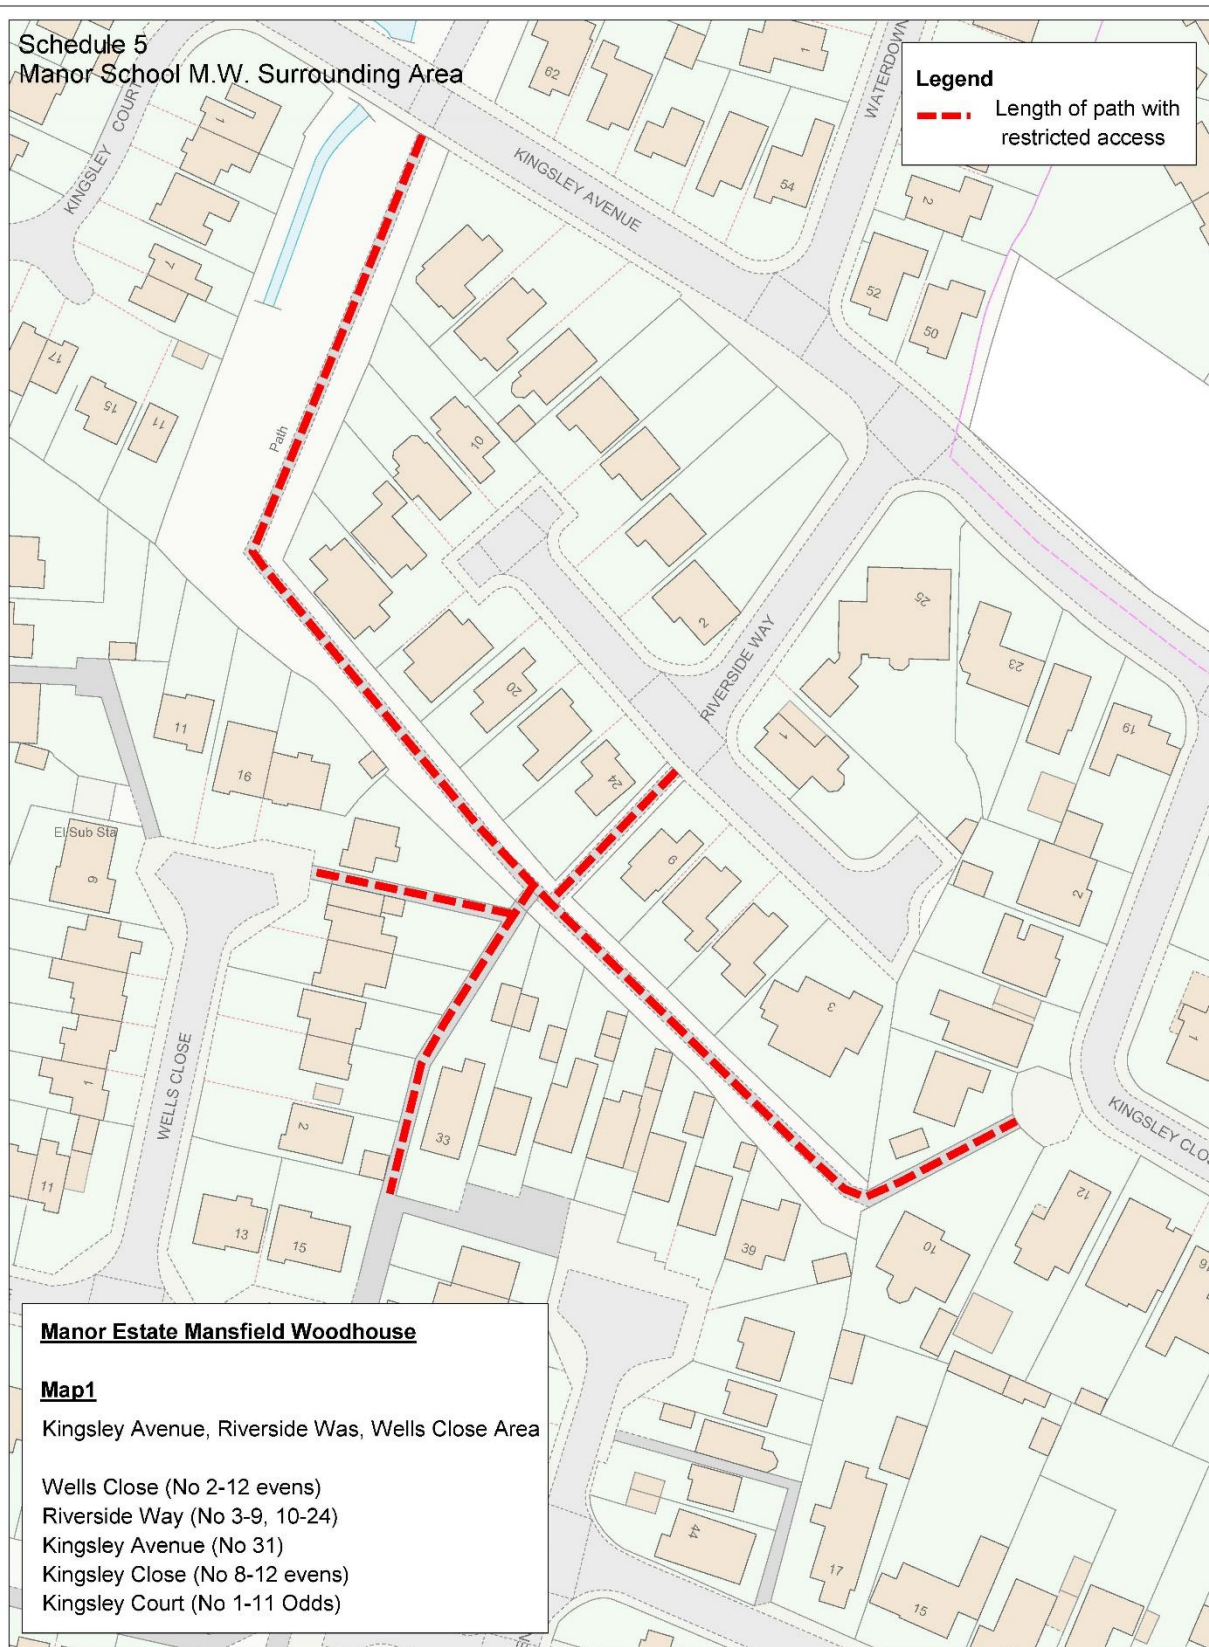 Schedule 5
Manor School M.W. Surrounding Area
Legend
Length of path with
restricted access
KINGSLEY COURT
KINGSLEY AVENUE
WATERDOWN
62
1
54
2
52
50
1
7
17
15
11
Path
10
2
25
23
19
RIVERSIDE WAY
1
20
24
11
16
El Sub Sta
9
2
3
1
KINGSLEY CLOS
WELLS CLOSE
1
2
33
11
13
15
39
10
12
16
44
17
15
Manor Estate Mansfield Woodhouse
Map1
Kingsley Avenue, Riverside Was, Wells Close Area
Wells Close (No 2-12 evens)
Riverside Way (No 3-9, 10-24)
Kingsley Avenue (No 31)
Kingsley Close (No 8-12 evens)
Kingsley Court (No 1-11 Odds)